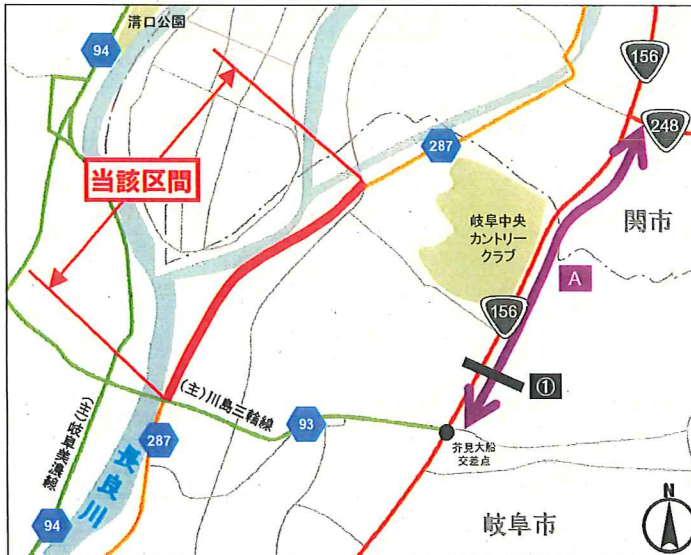 溝口公園
94
156
248
287
当該区間
岐阜中央
カントリー
クラブ
関市
A
156
①
(主)川島三輪線
93
(主)岐阜美濃線
287
長良川
芥見大船
交差点
94
岐阜市
N